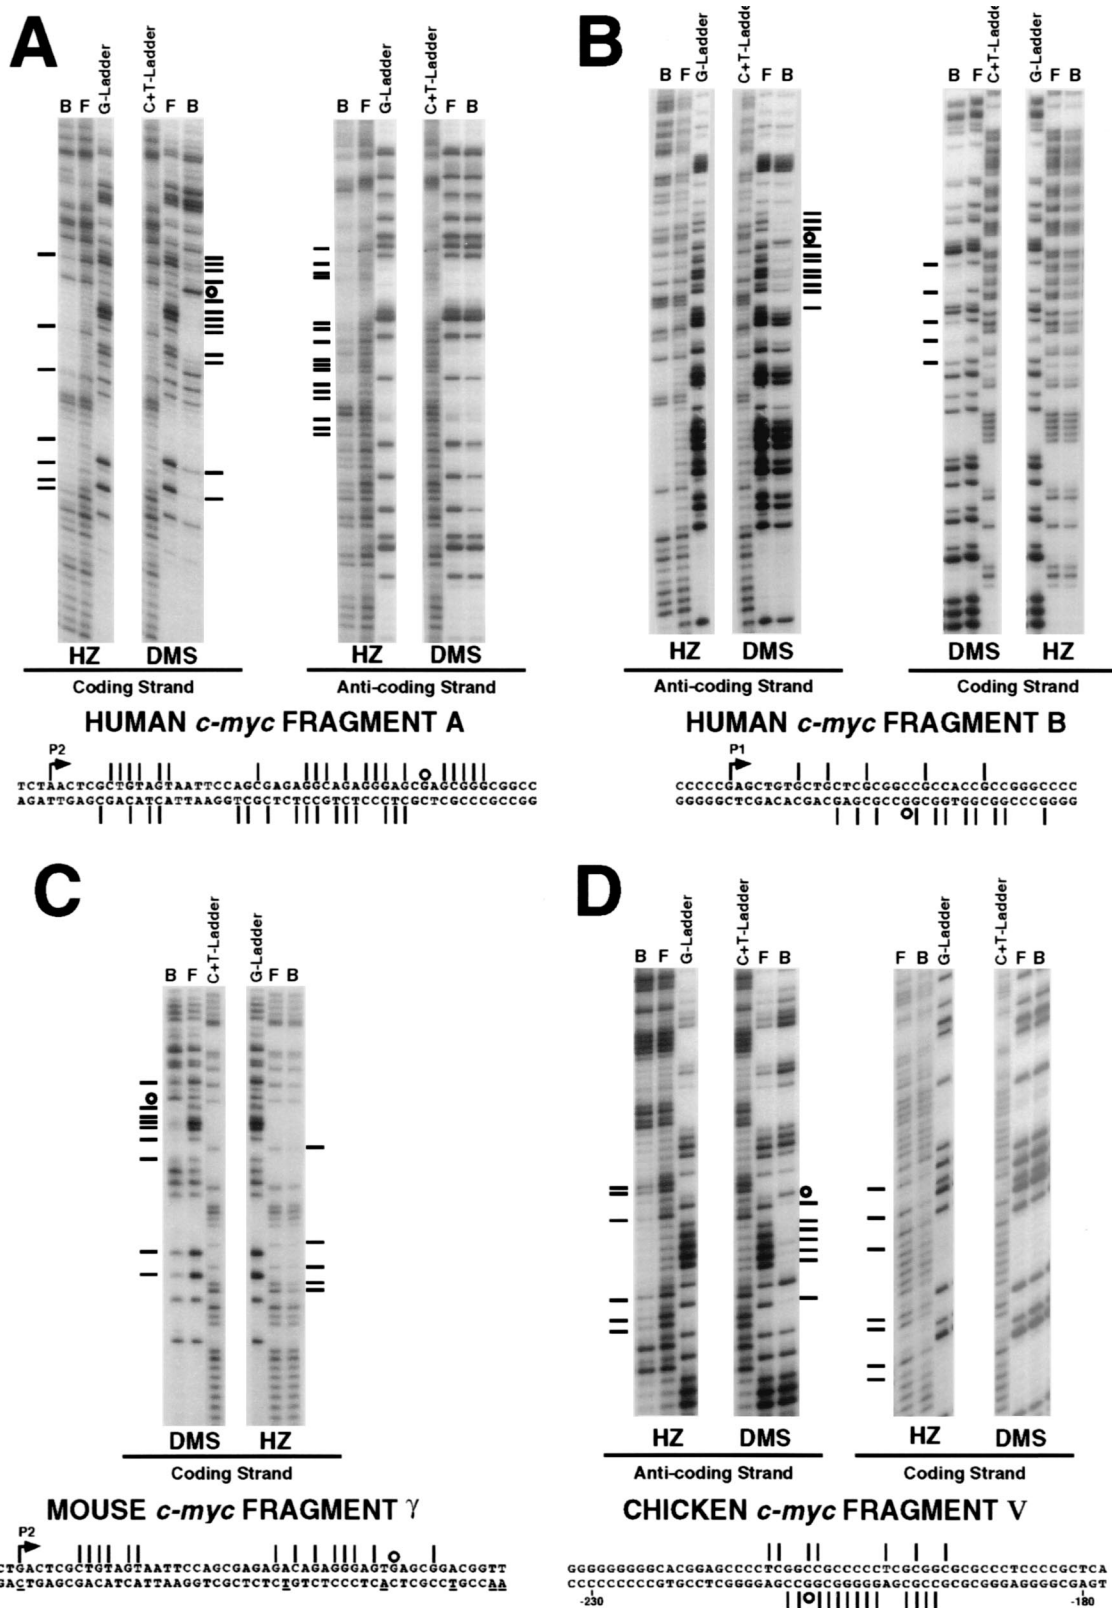 A
B F G-Ladder C+T-Ladder F B
B F G-Ladder C+T-Ladder F B
HZ DMS
Coding Strand
HZ DMS
Anti-coding Strand
HUMAN c-myc FRAGMENT A
P2
TCTAACTCGCTGTAGTAATTCCAGCGAGAGGCAGAGGGAGCGAGCGGGCGGCC
AGATTGAGCGACATCATTAAGGTCGCTCTCCGTCTCCCTCGCTCGCCCGCCGG
B
B F G-Ladder C+T-Ladder F B
B F C+T-Ladder G-Ladder F B
HZ DMS
Anti-coding Strand
DMS HZ
Coding Strand
HUMAN c-myc FRAGMENT B
P1
CCCCCGAGCTGTGCTGCTCGCGGCCGCCACCGCCGGGCCCC
GGGGGCTCGACACGACGAGCGCCGGCGGTGGCGGCCCGGGG
C
B F C+T-Ladder G-Ladder F B
DMS HZ
Coding Strand
MOUSE c-myc FRAGMENT γ
P2
CTGACTCGCTGTAGTAATTCCAGCGAGAGACAGAGGGAGTGAGCGGACGGTT
GACTGAGCGACATCATTAAGGTCGCTCTCTGTCTCCCTCACTCGCCTGCCAA
D
B F G-Ladder C+T-Ladder F B
F B G-Ladder C+T-Ladder F B
HZ DMS
Anti-coding Strand
HZ DMS
Coding Strand
CHICKEN c-myc FRAGMENT V
GGGGGGGGGCACGGAGCCCCTCGGCCGCCCCCTCGCGGCGCGCCCTCCCCGCTCA
CCCCCCCCCGTGCCTCGGGGAGCCGGCGGGGGAGCGCCGCGCGGGAGGGGCGAGT
-230 -180